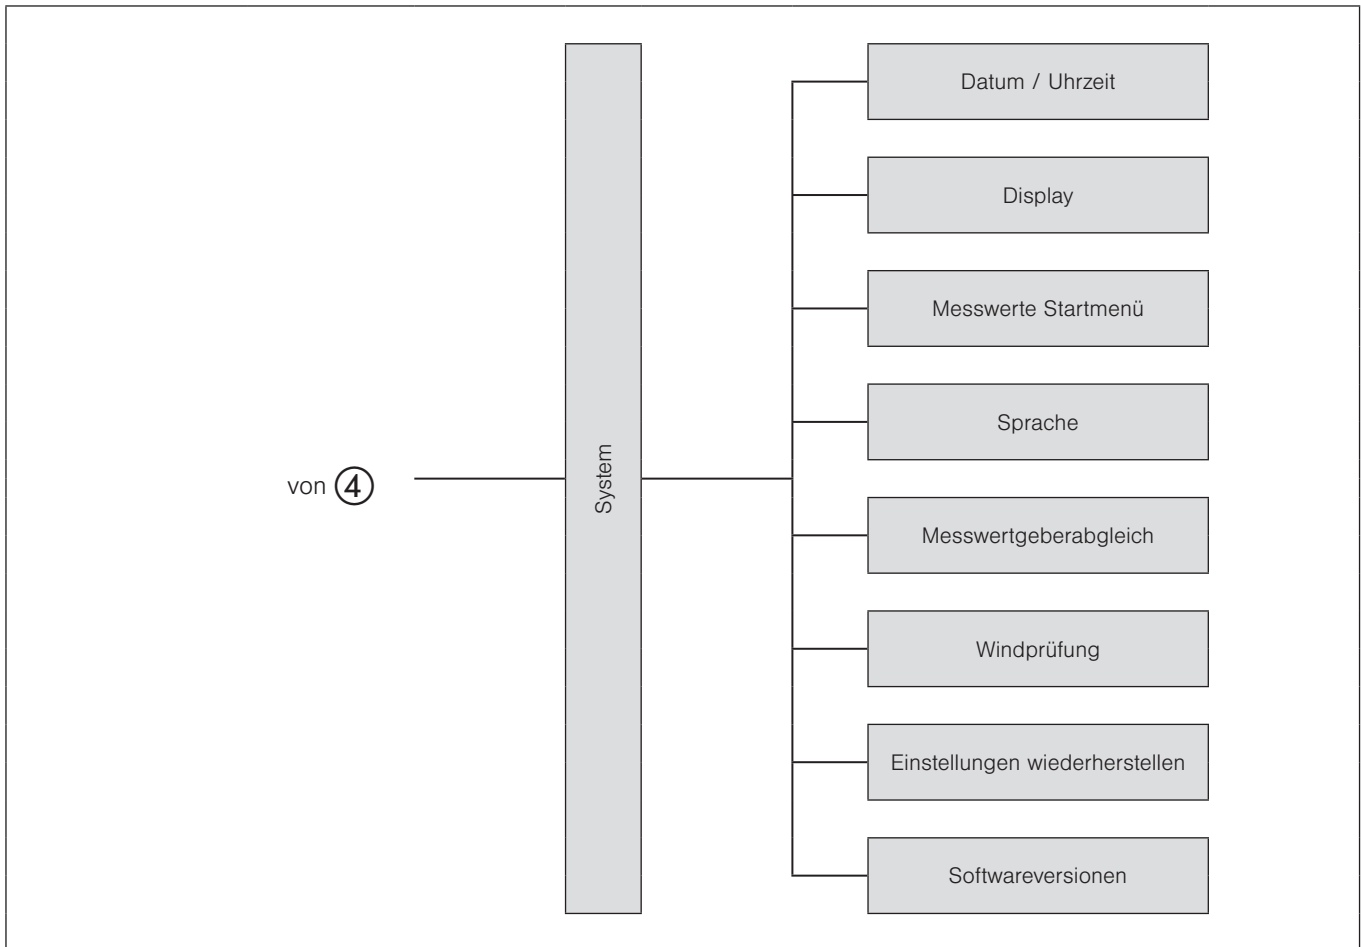 Datum / Uhrzeit
Display
Messwerte Startmenü
Sprache
von ④
System
Messwertgeberabgleich
Windprüfung
Einstellungen wiederherstellen
Softwareversionen